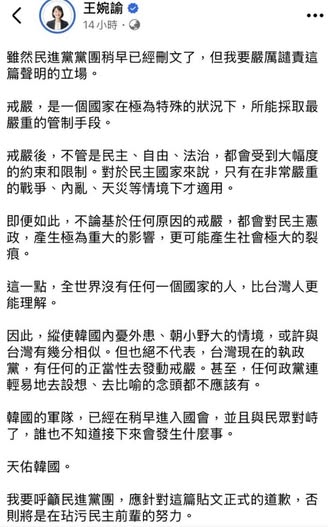 王婉諭
14 小時
雖然民進黨黨團稍早已經刪文了，但我要嚴厲譴責這
篇聲明的立場。
戒嚴，是一個國家在極為特殊的狀況下，所能採取最
嚴重的管制手段。
戒嚴後，不管是民主、自由、法治，都會受到大幅度
的約束和限制。對於民主國家來說，只有在非常嚴重
的戰爭、內亂、天災等情境下才適用。
即便如此，不論基於任何原因的戒嚴，都會對民主憲
政，產生極為重大的影響，更可能產生社會極大的裂
痕。
這一點，全世界沒有任何一個國家的人，比台灣人更
能理解。
因此，縱使韓國內憂外患、朝小野大的情境，或許與
台灣有幾分相似。但也絕不代表，台灣現在的執政
黨，有任何的正當性去發動戒嚴。甚至，任何政黨連
輕易地去設想、去比喻的念頭都不應該有。
韓國的軍隊，已經在稍早進入國會，並且與民眾對峙
了，誰也不知道接下來會發生什麼事。
天佑韓國。
我要呼籲民進黨團，應針對這篇貼文正式的道歉，否
則將是在玷污民主前輩的努力。